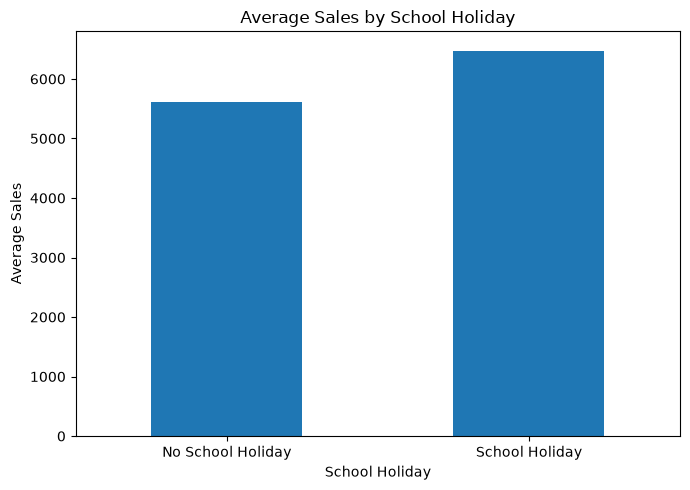 Average Sales by School Holiday
Average Sales
6000
5000
4000
3000
2000
1000
0
No School Holiday
School Holiday
School Holiday